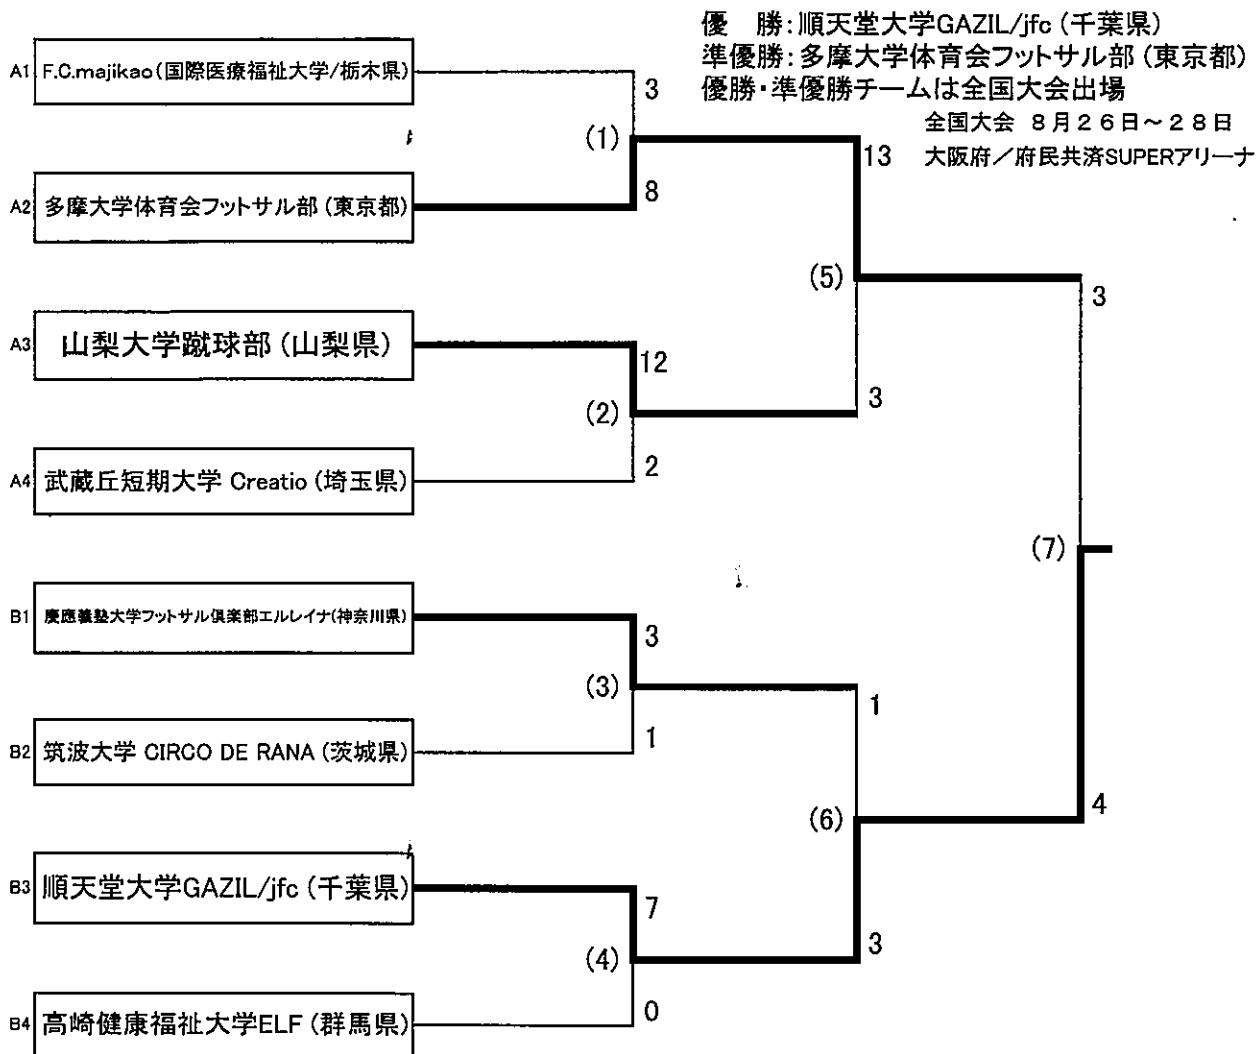 優　勝：順天堂大学GAZIL/jfc（千葉県）
準優勝：多摩大学体育会フットサル部（東京都）
優勝・準優勝チームは全国大会出場
全国大会　8月26日～28日
大阪府／府民共済SUPERアリーナ
A1 F.C.majikao（国際医療福祉大学/栃木県）
3
(1)
13
A2 多摩大学体育会フットサル部（東京都）
8
(5)
3
A3 山梨大学蹴球部（山梨県）
12
(2)
3
A4 武蔵丘短期大学 Creatio（埼玉県）
2
(7)
B1 慶應義塾大学フットサル倶楽部エルレイナ（神奈川県）
3
(3)
1
B2 筑波大学 CIRCO DE RANA（茨城県）
1
(6)
4
B3 順天堂大学GAZIL/jfc（千葉県）
7
(4)
3
B4 高崎健康福祉大学ELF（群馬県）
0